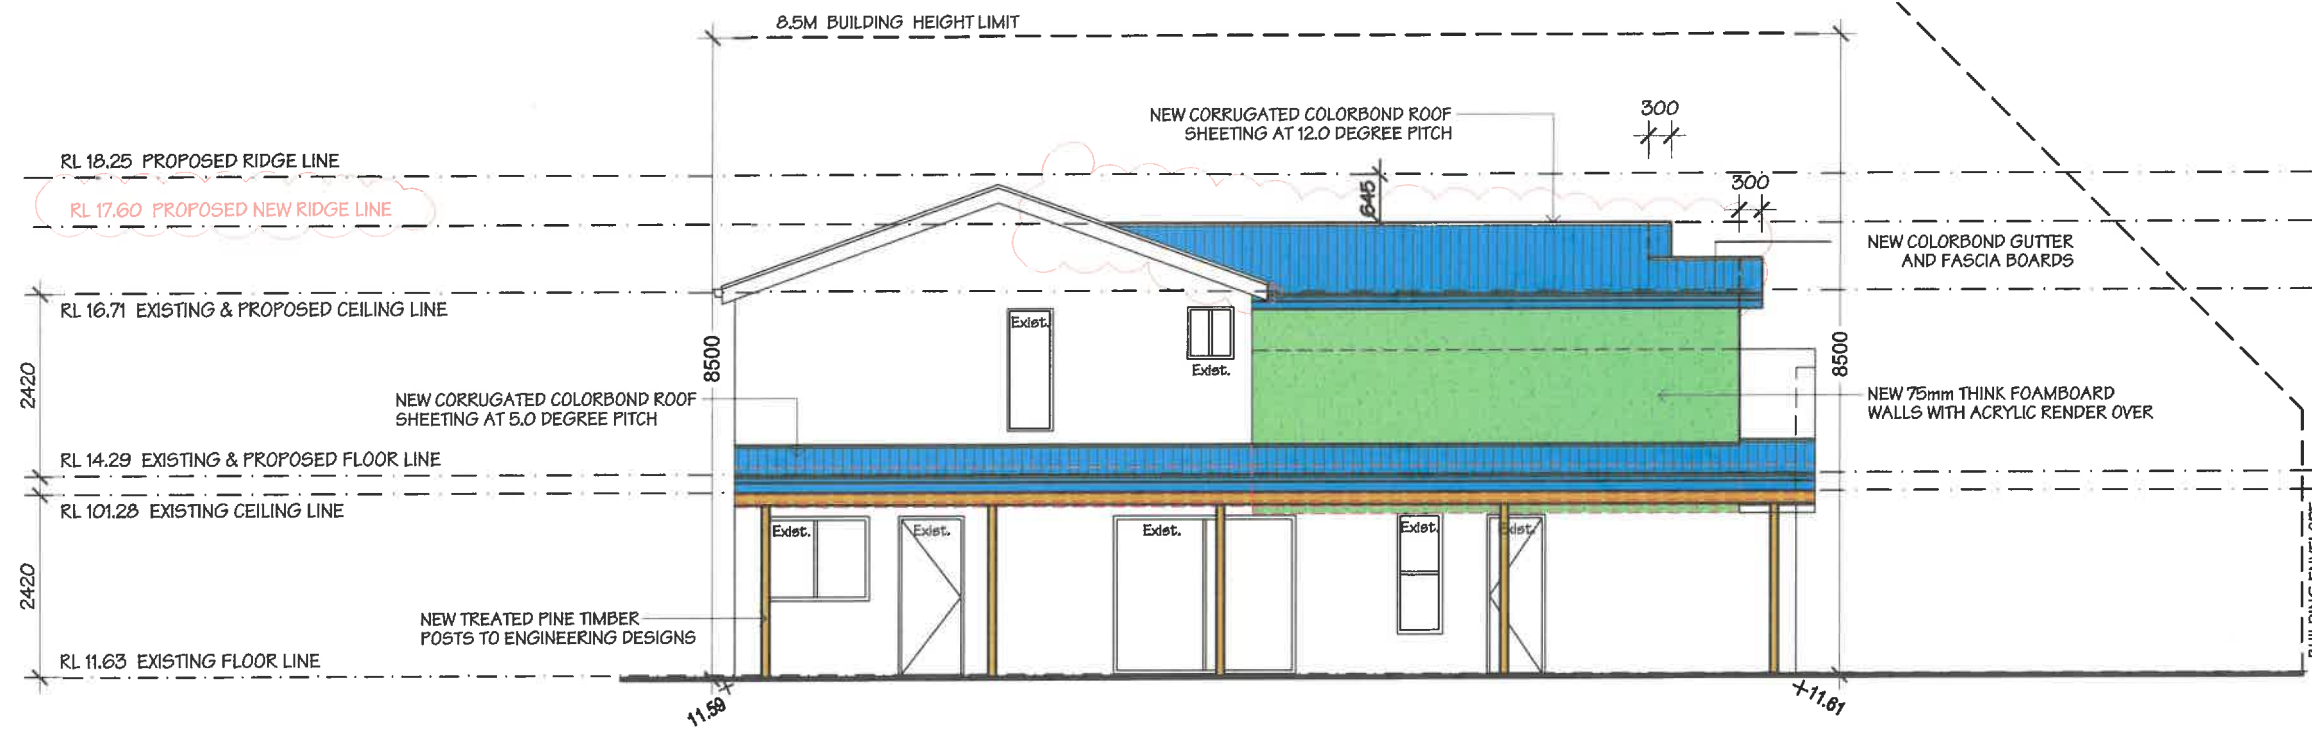 8.5M BUILDING HEIGHT LIMIT
NEW CORRUGATED COLORBOND ROOF
SHEETING AT 12.0 DEGREE PITCH
300
RL 18.25 PROPOSED RIDGE LINE
645
300
RL 17.60 PROPOSED NEW RIDGE LINE
NEW COLORBOND GUTTER
AND FASCIA BOARDS
RL 16.71 EXISTING & PROPOSED CEILING LINE
Exist.
Exist.
8500
8500
2420
NEW CORRUGATED COLORBOND ROOF
SHEETING AT 5.0 DEGREE PITCH
NEW 75mm THINK FOAMBOARD
WALLS WITH ACRYLIC RENDER OVER
RL 14.29 EXISTING & PROPOSED FLOOR LINE
RL 101.28 EXISTING CEILING LINE
Exist.
Exist.
Exist.
Exist.
Exist.
2420
NEW TREATED PINE TIMBER
POSTS TO ENGINEERING DESIGNS
BUILDING ENVELOPE
RL 11.63 EXISTING FLOOR LINE
11.59
11.61